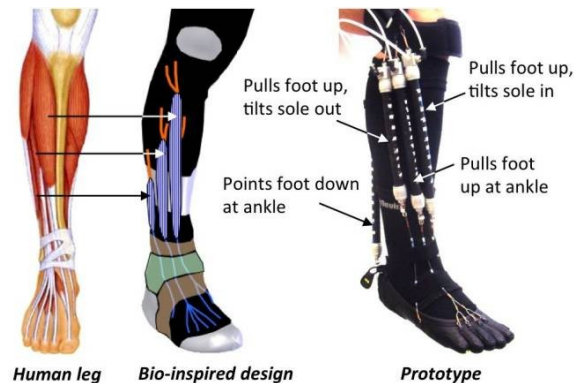 Pulls foot up,
tilts sole out
Pulls foot up,
tilts sole in
Points foot down
at ankle
Pulls foot
up at ankle
Human leg
Bio-inspired design
Prototype